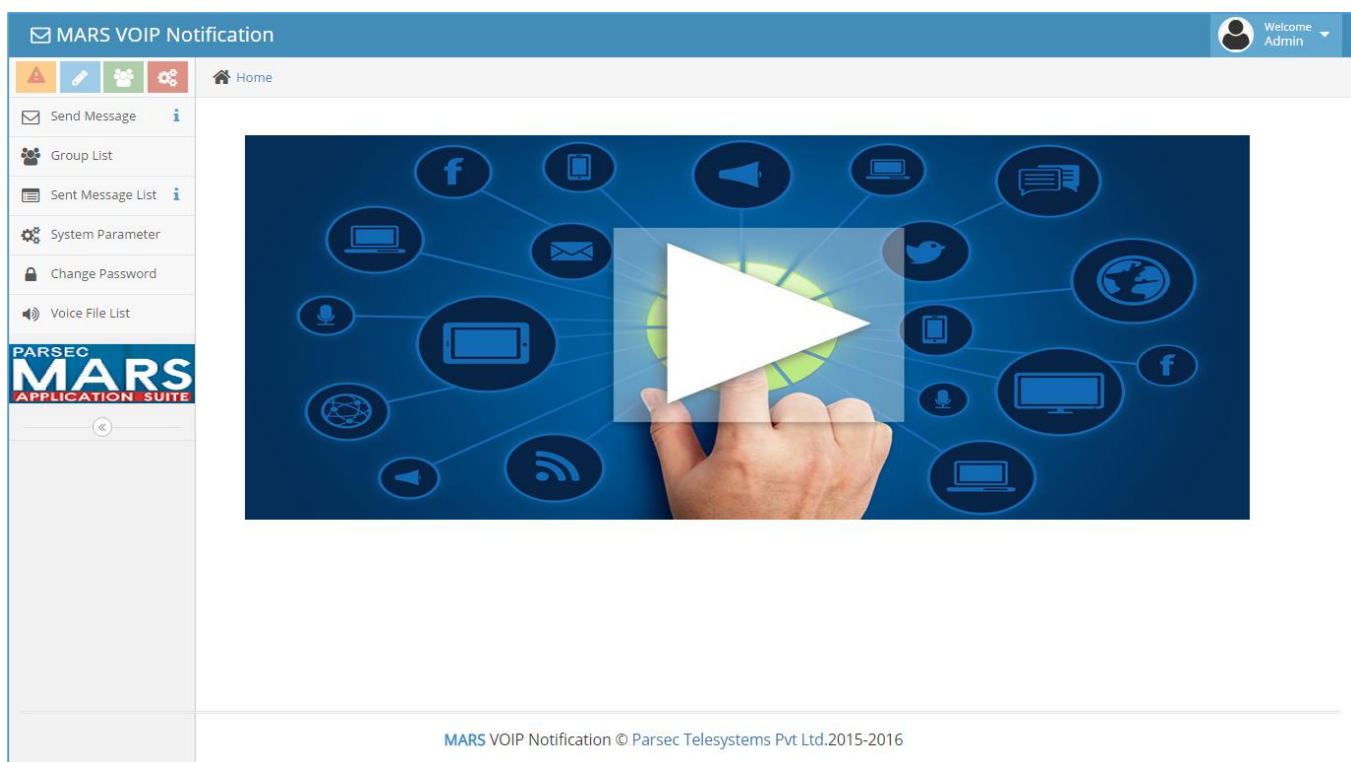 MARS VOIP Notification
Welcome
Admin
Home
Send Message
Group List
Sent Message List
System Parameter
Change Password
Voice File List
PARSEC
MARS
APPLICATION SUITE
MARS VOIP Notification © Parsec Telesystems Pvt Ltd.2015-2016